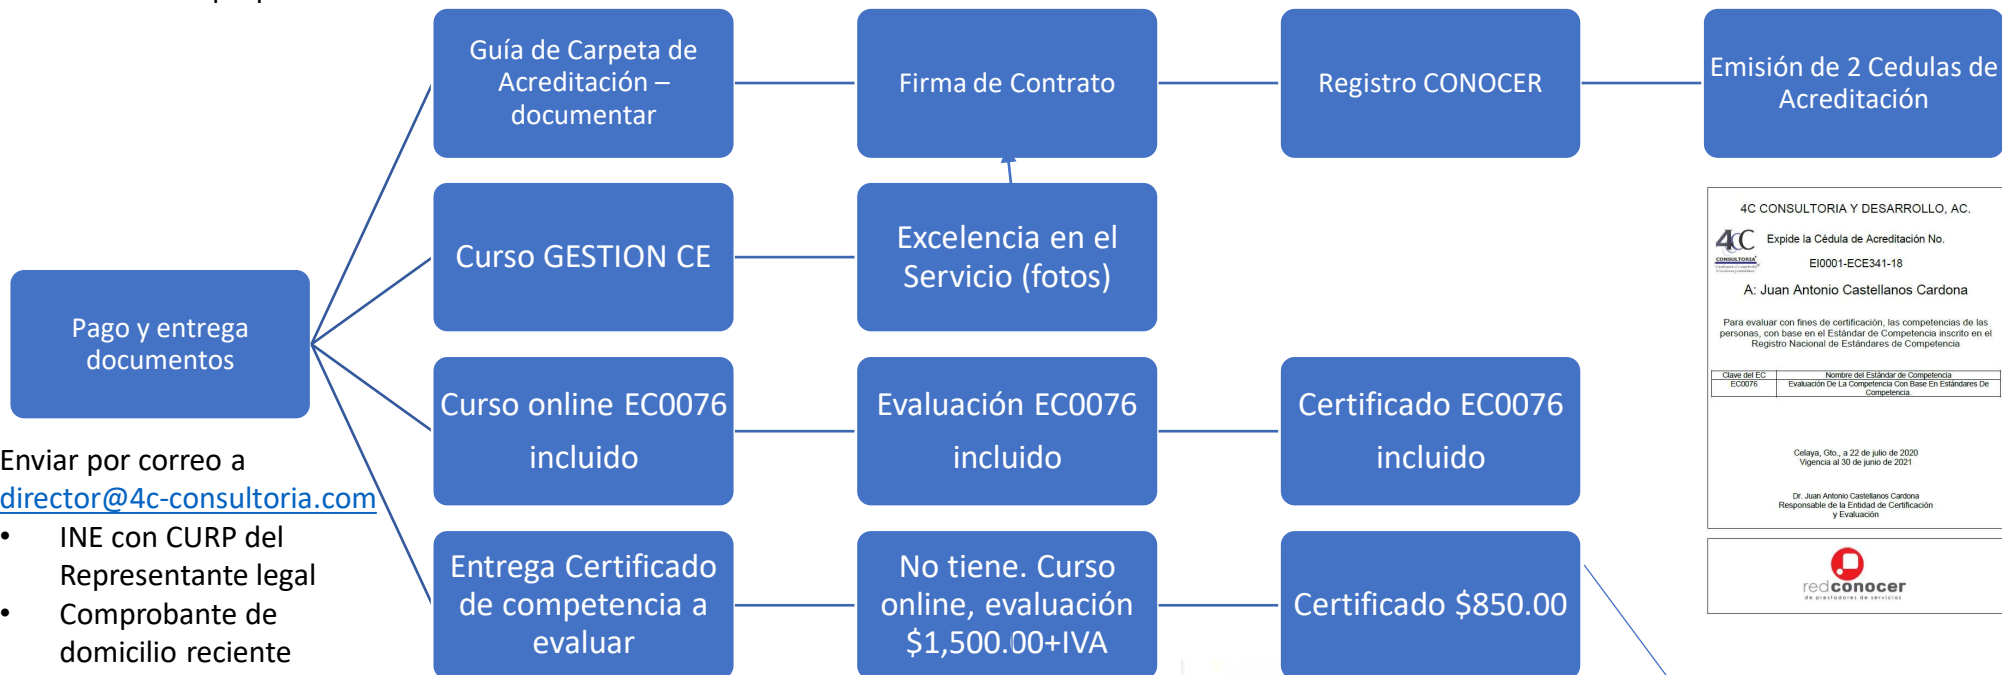 Guía de Carpeta de
Acreditación –
documentar
Firma de Contrato
Registro CONOCER
Emisión de 2 Cedulas de
Acreditación
Curso GESTION CE
Excelencia en el
Servicio (fotos)
Pago y entrega
documentos
Curso online EC0076
incluido
Evaluación EC0076
incluido
Certificado EC0076
incluido
Entrega Certificado
de competencia a
evaluar
No tiene. Curso
online, evaluación
$1,500.00+IVA
Certificado $850.00
Enviar por correo a
director@4c-consultoria.com
• INE con CURP del
Representante legal
• Comprobante de
domicilio reciente
4C CONSULTORIA Y DESARROLLO, AC.
4CC
CONSULTORIA
Expide la Cédula de Acreditación No.
EI0001-ECE341-18
A: Juan Antonio Castellanos Cardona
Para evaluar con fines de certificación, las competencias de las
personas, con base en el Estándar de Competencia inscrito en el
Registro Nacional de Estándares de Competencia
Clave del EC Nombre del Estándar de Competencia
EC0076 Evaluación De La Competencia Con Base En Estándares De
Competencia.
Celaya, Gto., a 22 de julio de 2020
Vigencia al 30 de junio de 2021
Dr. Juan Antonio Castellanos Cardona
Responsable de la Entidad de Certificación
y Evaluación
redconocer
de prestadores de servicios